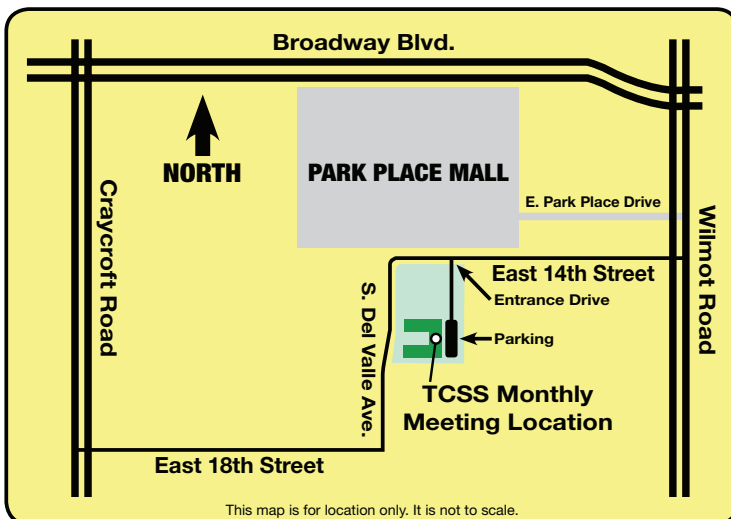 Broadway Blvd.
NORTH
PARK PLACE MALL
E. Park Place Drive
Craycroft Road
Wilmot Road
East 14th Street
Entrance Drive
S. Del Valle Ave.
Parking
TCSS Monthly
Meeting Location
East 18th Street
This map is for location only. It is not to scale.